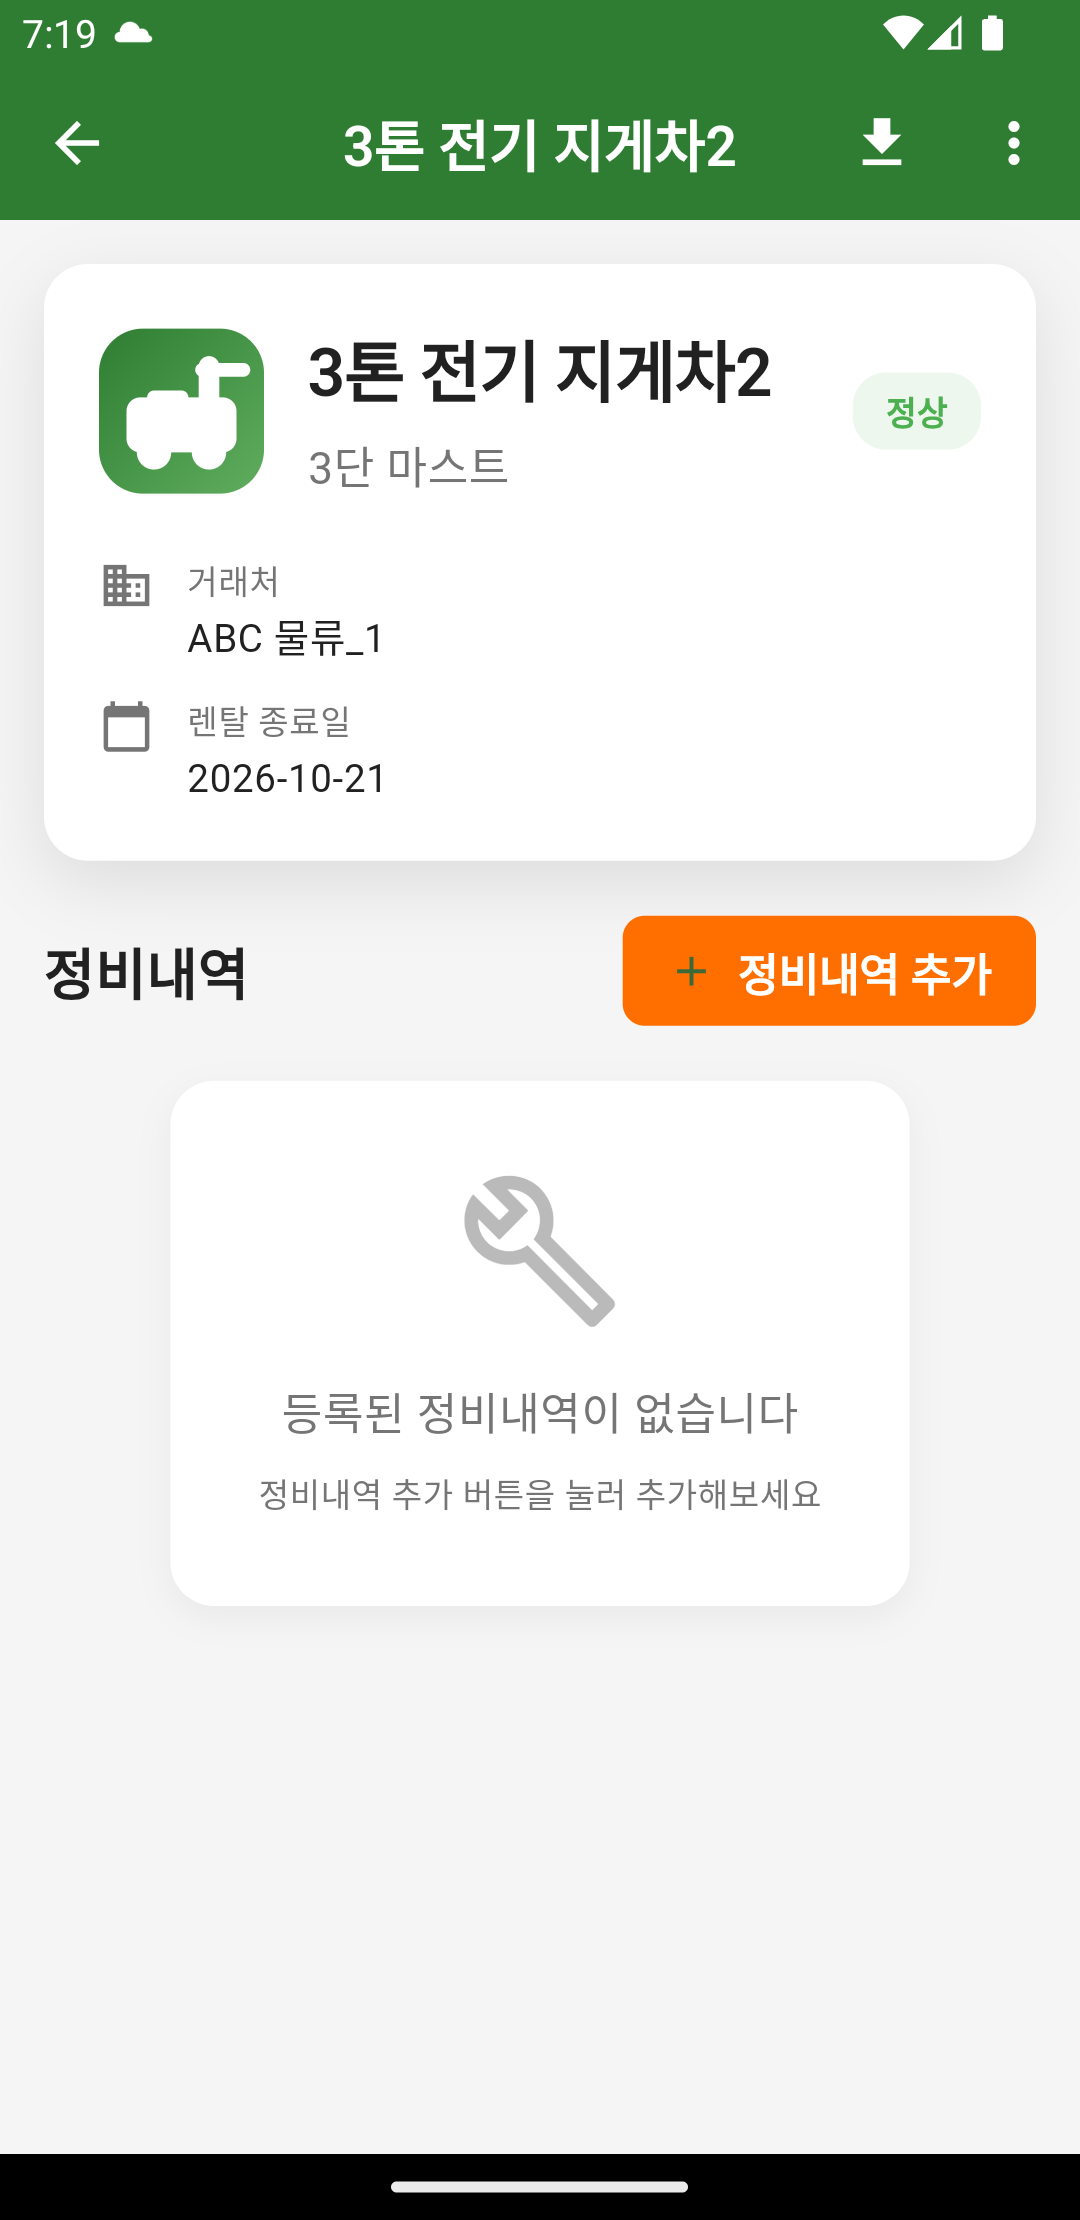 7:19
3톤 전기 지게차2
3톤 전기 지게차2
정상
3단 마스트
거래처
ABC 물류_1
렌탈 종료일
2026-10-21
정비내역
정비내역 추가
등록된 정비내역이 없습니다
정비내역 추가 버튼을 눌러 추가해보세요